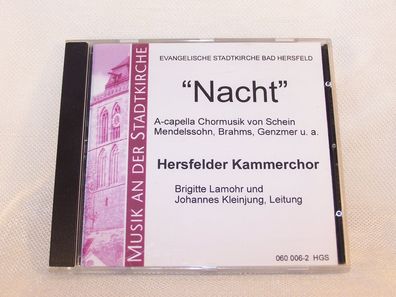 MUSIK AN DER STADTKIRCHE
EVANGELISCHE STADTKIRCHE BAD HERSFELD
“Nacht”
A-capella Chormusik von Schein
Mendelssohn, Brahms, Genzmer u. a.
Hersfelder Kammerchor
Brigitte Lamohr und
Johannes Kleinjung, Leitung
060 006-2 HGS